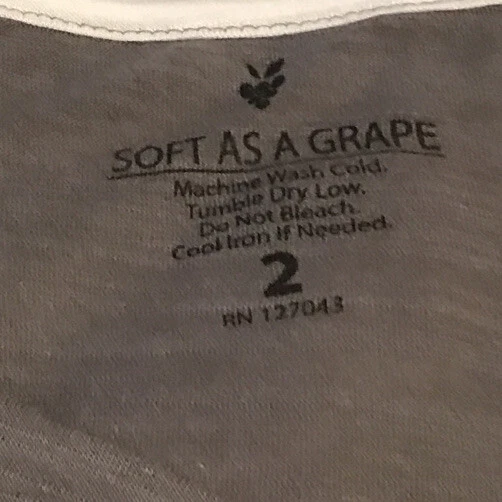 SOFT AS A GRAPE
Machine Wash Cold.
Tumble Dry Low.
Do Not Bleach.
Cool Iron If Needed.
2
RN 127043